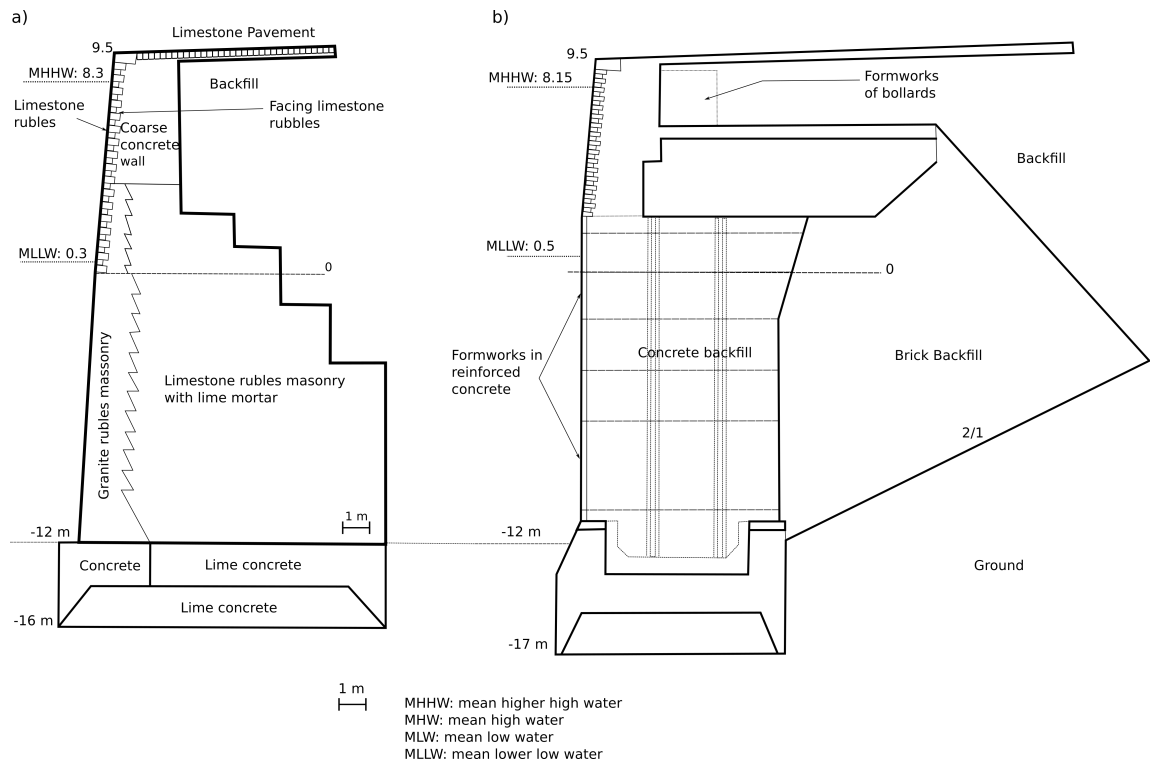 a)
Limestone Pavement
9.5
MHHW: 8.3
Backfill
Limestone
rubles
Facing limestone
rubbles
Coarse
concrete
wall
MLLW: 0.3
0
Granite rubles massonry
Limestone rubles masonry
with lime mortar
1 m
-12 m
Concrete
Lime concrete
Lime concrete
-16 m
b)
9.5
MHHW: 8.15
Formworks
of bollards
Backfill
MLLW: 0.5
0
Formworks in
reinforced
concrete
Concrete backfill
Brick Backfill
2/1
-12 m
Ground
-17 m
1 m
MHHW: mean higher high water
MHW: mean high water
MLW: mean low water
MLLW: mean lower low water